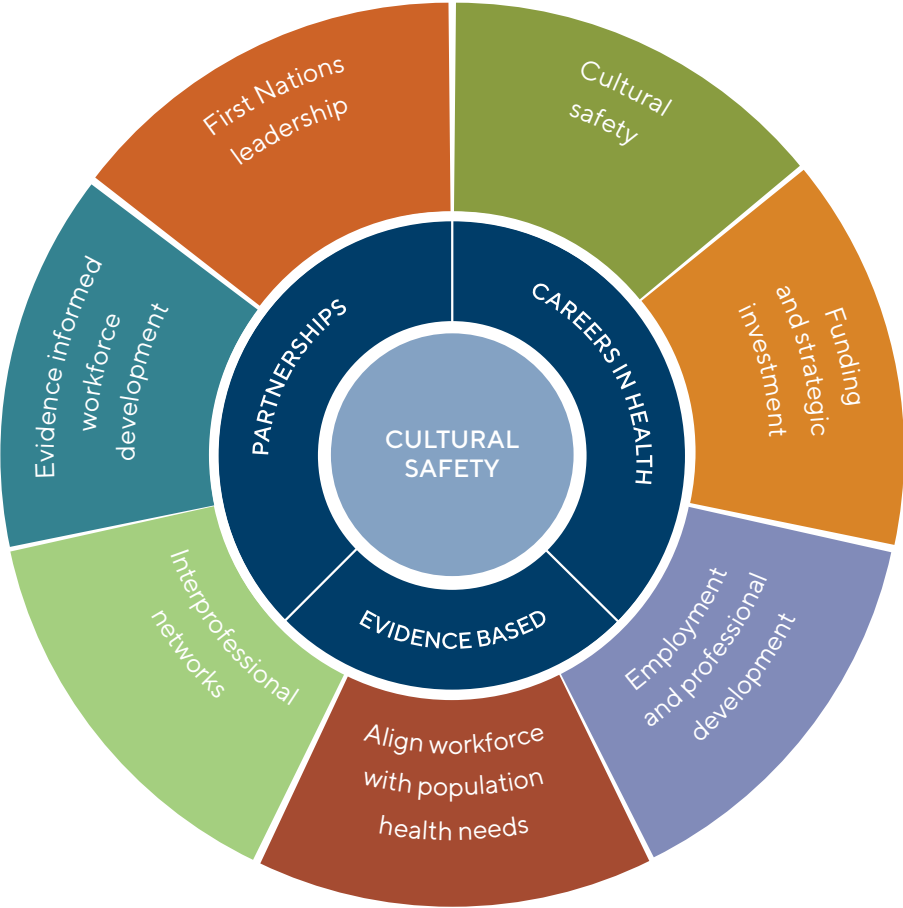 First Nations
leadership
Cultural
safety
Funding
and strategic
investment
Employment
and professional
development
Align workforce
with population
health needs
Interprofessional
networks
Evidence informed
workforce
development
PARTNERSHIPS
CAREERS IN HEALTH
EVIDENCE BASED
CULTURAL
SAFETY